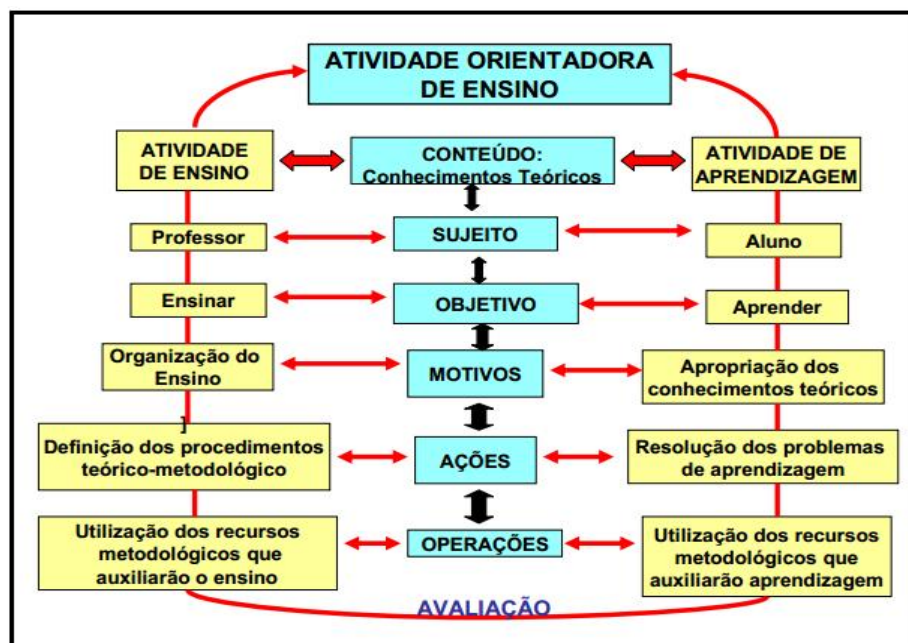 ATIVIDADE ORIENTADORA
DE ENSINO
ATIVIDADE
DE ENSINO
CONTEÚDO:
Conhecimentos Teóricos
ATIVIDADE DE
APRENDIZAGEM
Professor
SUJEITO
Aluno
Ensinar
OBJETIVO
Aprender
Organização do
Ensino
MOTIVOS
Apropriação dos
conhecimentos teóricos
]
Definição dos procedimentos
teórico-metodológico
AÇÕES
Resolução dos problemas
de aprendizagem
Utilização dos recursos
metodológicos que
auxiliarão o ensino
OPERAÇÕES
Utilização dos recursos
metodológicos que
auxiliarão aprendizagem
AVALIAÇÃO